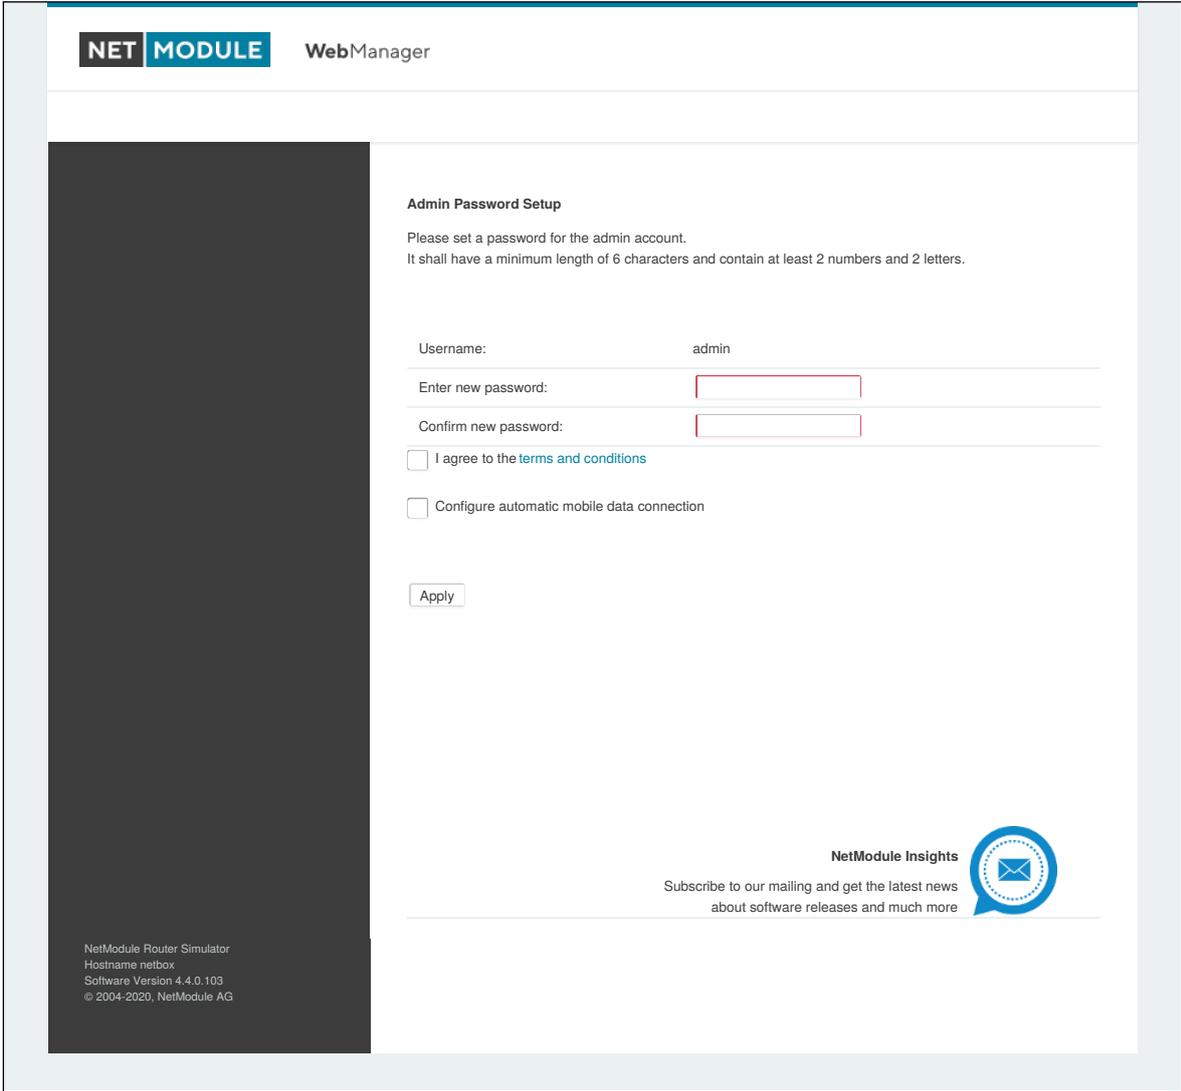 NET MODULE WebManager
Admin Password Setup
Please set a password for the admin account.
It shall have a minimum length of 6 characters and contain at least 2 numbers and 2 letters.
Username: admin
Enter new password:
Confirm new password:
I agree to the terms and conditions
Configure automatic mobile data connection
Apply
NetModule Insights
Subscribe to our mailing and get the latest news
about software releases and much more
NetModule Router Simulator
Hostname netbox
Software Version 4.4.0.103
© 2004-2020, NetModule AG